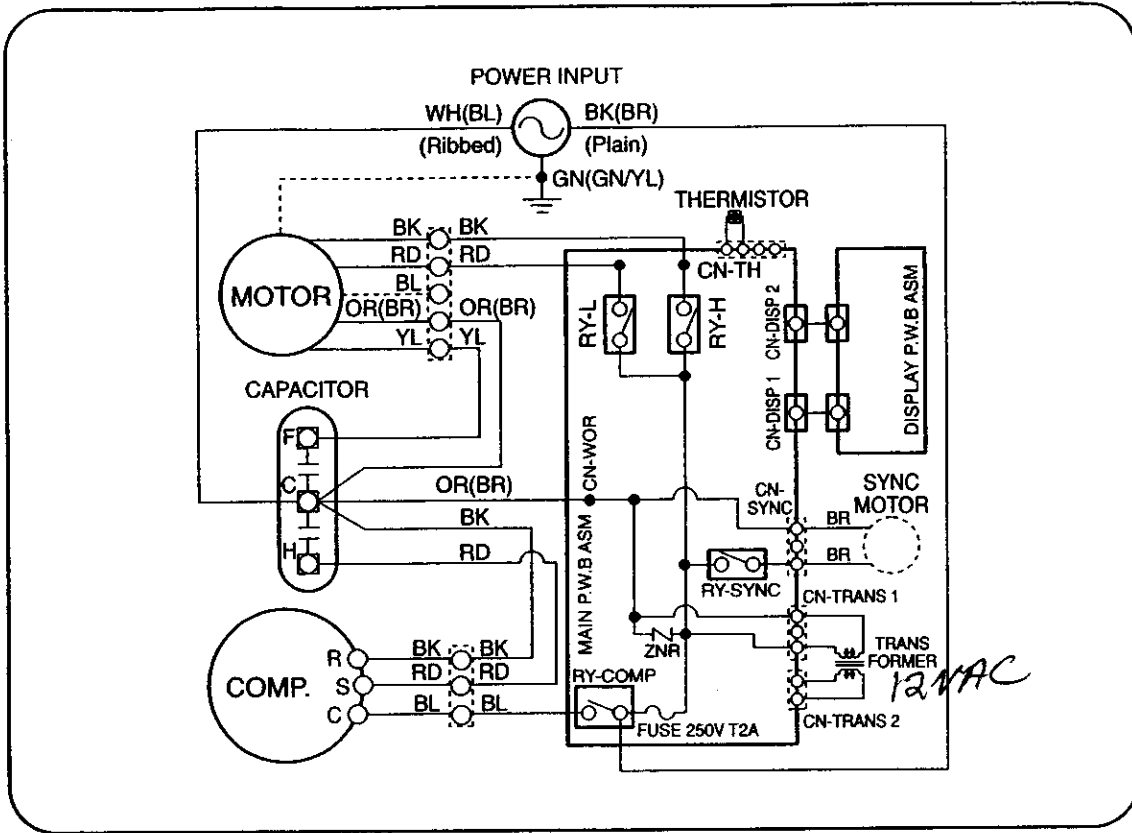 POWER INPUT
WH(BL) BK(BR)
(Ribbed) (Plain)
GN(GN/YL)
THERMISTOR
CN-TH
BK BK
RD RD
BL
OR(BR) OR(BR)
YL YL
MOTOR
RY-L
RY-H
CN-DISP 2
CN-DISP 1
DISPLAY P.W.B ASM
CAPACITOR
F
C
H
OR(BR)
BK
RD
CN-WOR
MAIN P.W.B ASM
CN-
SYNC
SYNC
MOTOR
BR
BR
RY-SYNC
CN-TRANS 1
ZNR
TRANS
FORMER
12VAC
CN-TRANS 2
COMP.
R BK BK
S RD RD
C BL BL
RY-COMP
FUSE 250V T2A